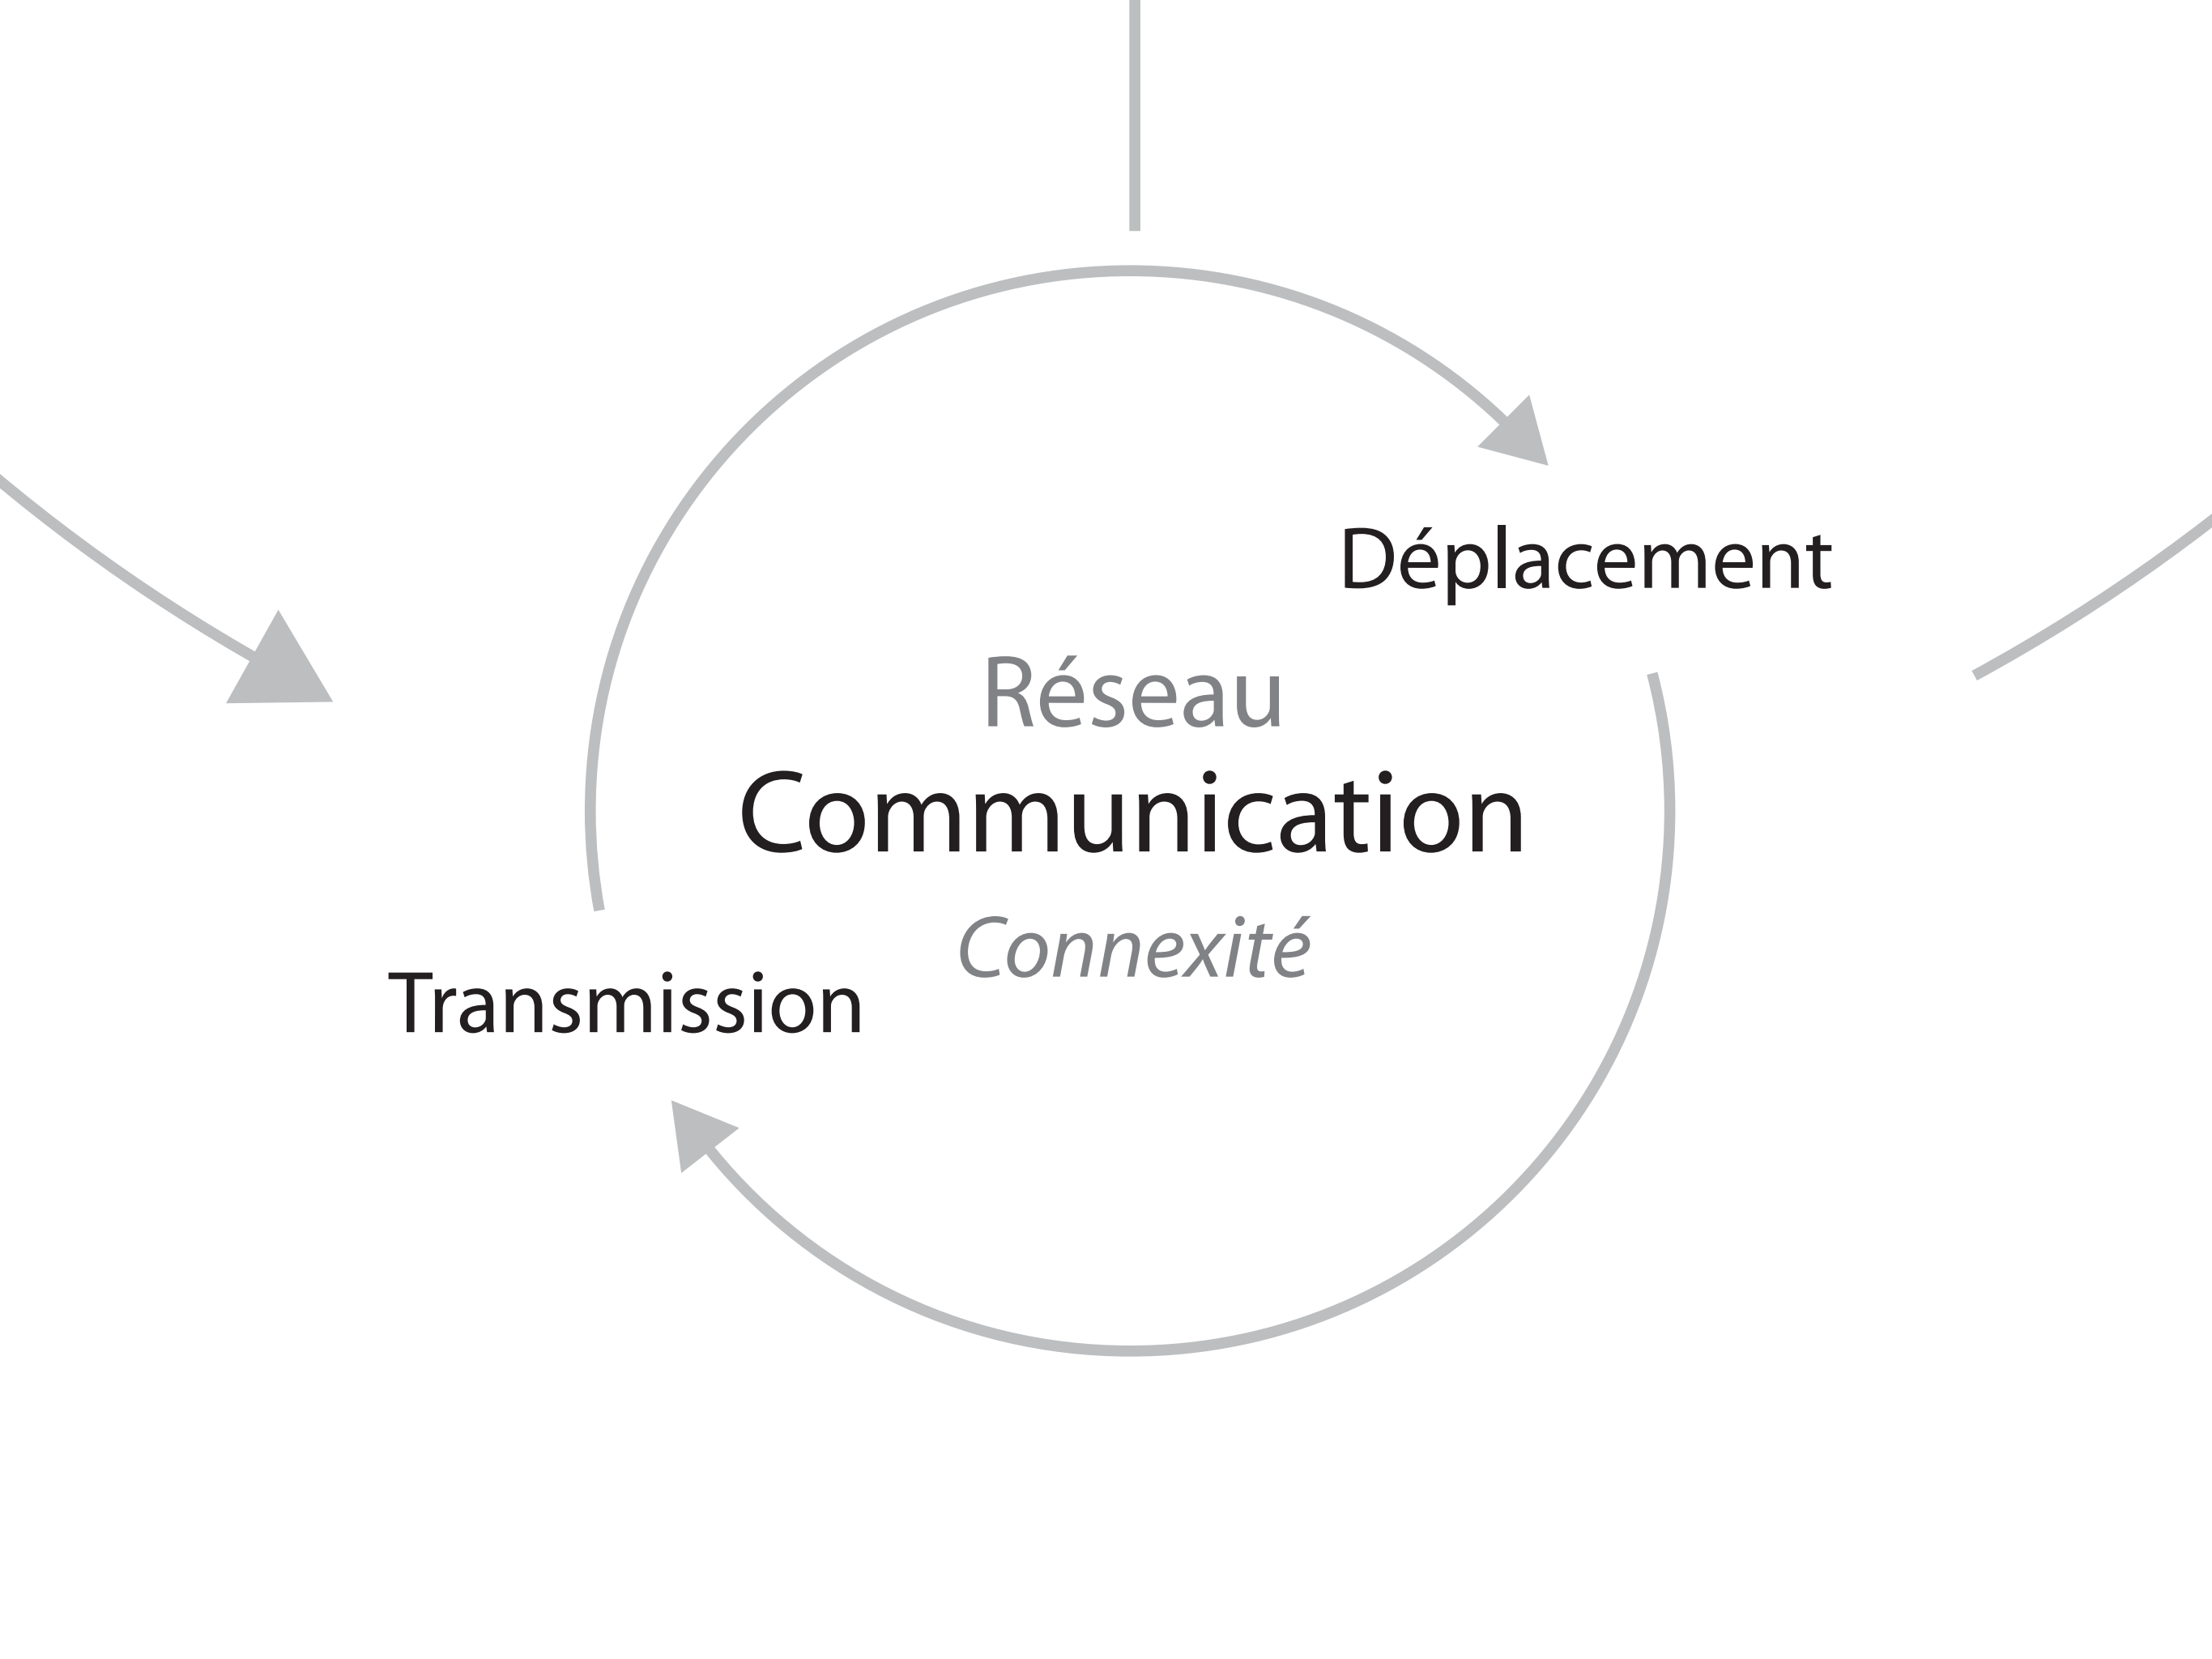 Déplacement
Réseau
Communication
Connexité
Transmission